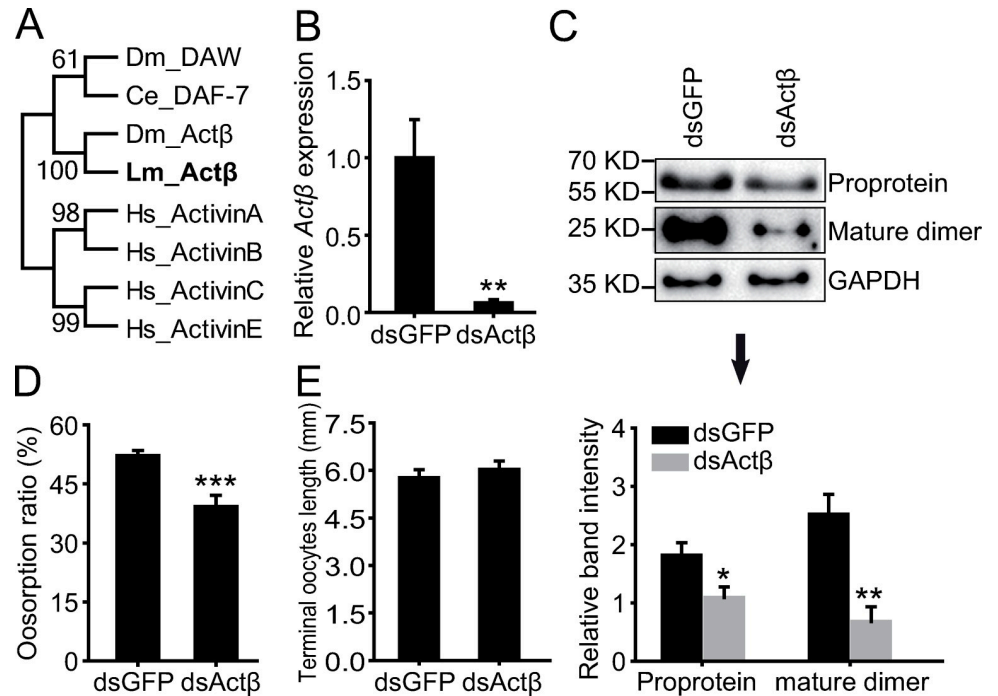 A
61
Dm_DAW
Ce_DAF-7
Dm_Actβ
100
Lm_Actβ
98
Hs_ActivinA
Hs_ActivinB
Hs_ActivinC
99
Hs_ActivinE
B
Relative Actβ expression
1.5
1.0
0.5
0.0
**
dsGFP dsActβ
C
dsGFP
dsActβ
70 KD
55 KD
Proprotein
25 KD
Mature dimer
35 KD
GAPDH
D
Oosorption ratio (%)
60
45
30
15
0
***
dsGFP dsActβ
E
Terminal oocytes length (mm)
7.5
6.0
4.5
3.0
1.5
0.0
dsGFP dsActβ
Relative band intensity
4
3
2
1
0
dsGFP
dsActβ
*
**
Proprotein mature dimer